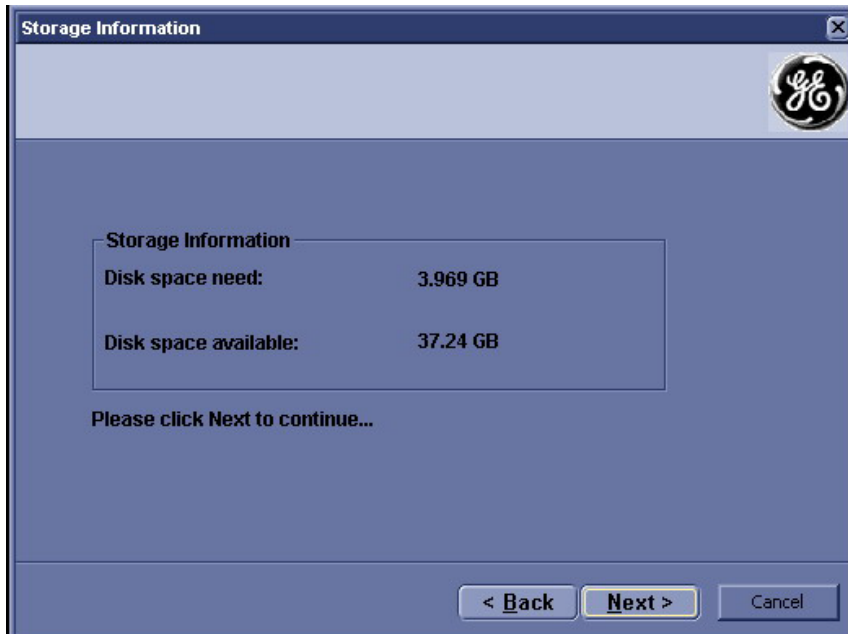 Storage Information
GE
Storage Information
Disk space need: 3.969 GB
Disk space available: 37.24 GB
Please click Next to continue...
< Back Next > Cancel